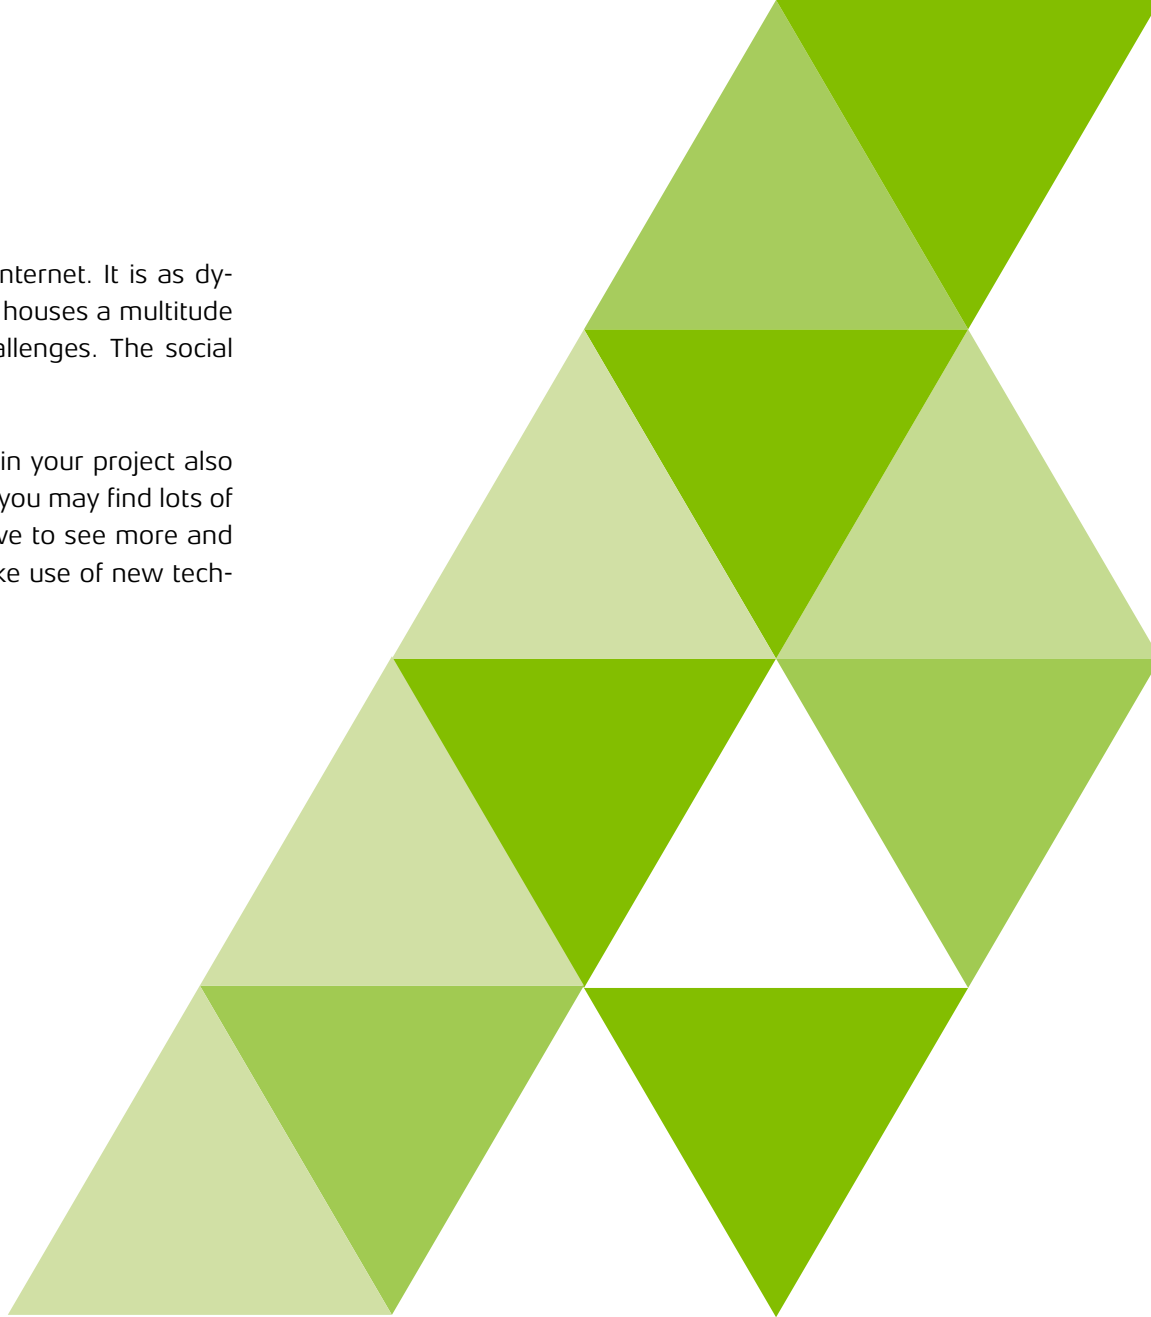 nternet. It is as dy-
houses a multitude
allenges. The social
in your project also
you may find lots of
ve to see more and
ke use of new tech-